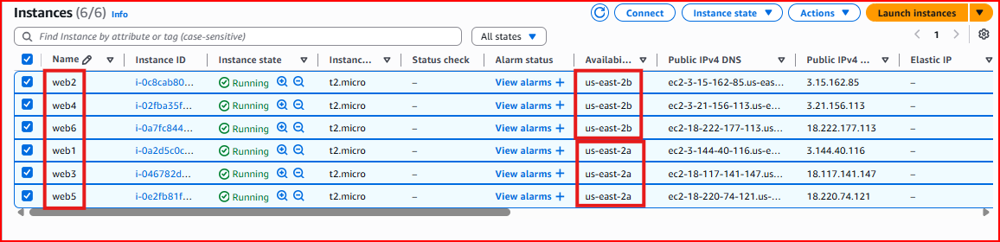 Instances (6/6) Info Connect Instance state Actions Launch instances
Find Instance by attribute or tag (case-sensitive) All states 1
Name Instance ID Instance state Instanc... Status check Alarm status Availabi... Public IPv4 DNS Public IPv4 ... Elastic IP
web2 i-0c8cab80... Running t2.micro – View alarms + us-east-2b ec2-3-15-162-85.us-eas... 3.15.162.85 –
web4 i-02fba35f... Running t2.micro – View alarms + us-east-2b ec2-3-21-156-113.us-e... 3.21.156.113 –
web6 i-0a7fc844... Running t2.micro – View alarms + us-east-2b ec2-18-222-177-113.us... 18.222.177.113 –
web1 i-0a2d5c0c... Running t2.micro – View alarms + us-east-2a ec2-3-144-40-116.us-e... 3.144.40.116 –
web3 i-046782d... Running t2.micro – View alarms + us-east-2a ec2-18-117-141-147.us... 18.117.141.147 –
web5 i-0e2fb81f... Running t2.micro – View alarms + us-east-2a ec2-18-220-74-121.us-... 18.220.74.121 –